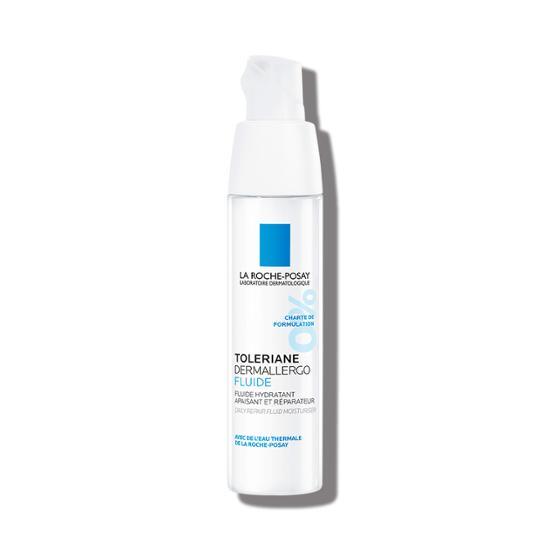 LA ROCHE-POSAY
LABORATOIRE DERMATOLOGIQUE
0%
CHARTE DE
FORMULATION
TOLERIANE
DERMALLERGO
FLUIDE
FLUIDE HYDRATANT
APAISANT ET RÉPARATEUR
DAILY REPAIR FLUID MOISTURISER
AVEC DE L'EAU THERMALE
DE LA ROCHE-POSAY